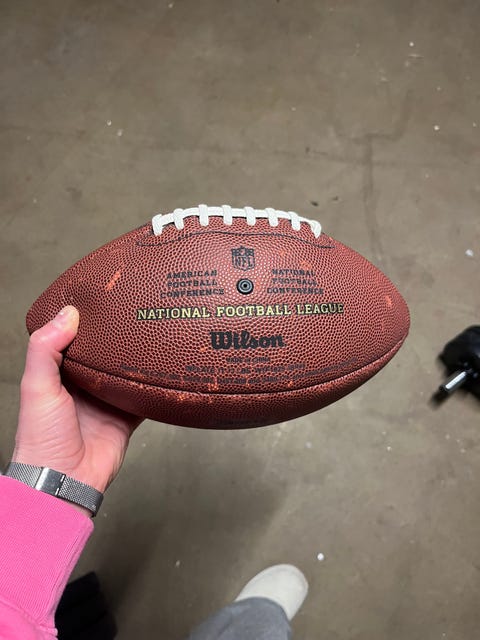 NFL
AMERICAN FOOTBALL CONFERENCE
NATIONAL FOOTBALL CONFERENCE
NATIONAL FOOTBALL LEAGUE
Wilson